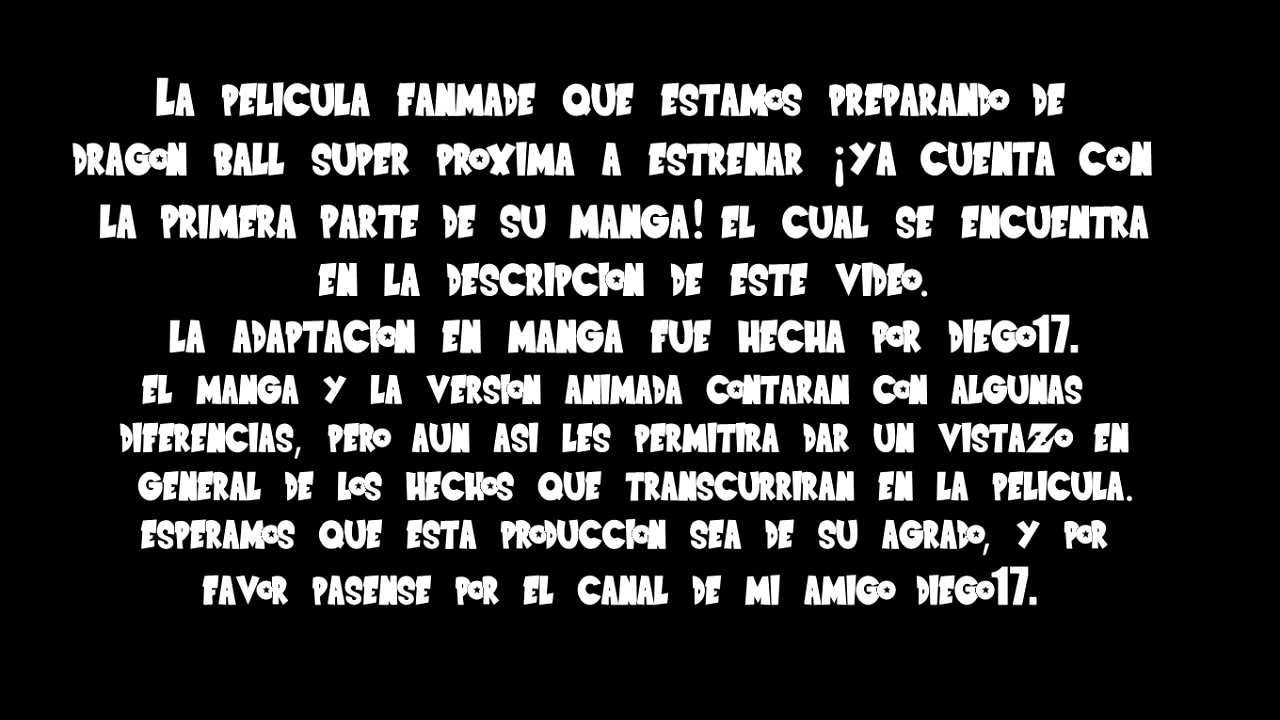 La pelicula fanmade que estamos preparando de
dragon ball super proxima a estrenar ¡ya cuenta con
la primera parte de su manga! el cual se encuentra
en la descripcion de este video.
la adaptacion en manga fue hecha por diego17.
el manga y la version animada contaran con algunas
diferencias, pero aun asi les permitira dar un vistazo en
general de los hechos que transcurriran en la pelicula.
esperamos que esta produccion sea de su agrado, y por
favor pasense por el canal de mi amigo diego17.